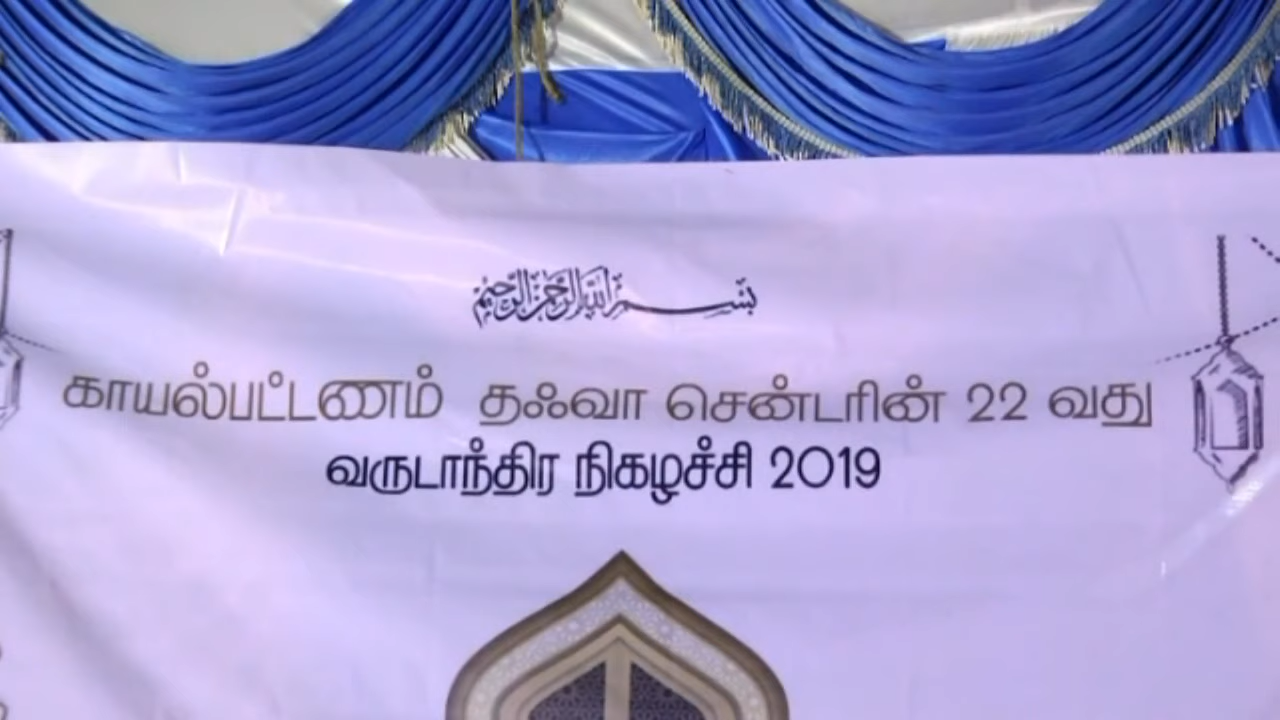 بسم الله الرحمن الرحيم
காயல்பட்டணம் தஃவா சென்டரின் 22 வது
வருடாந்திர நிகழச்சி 2019